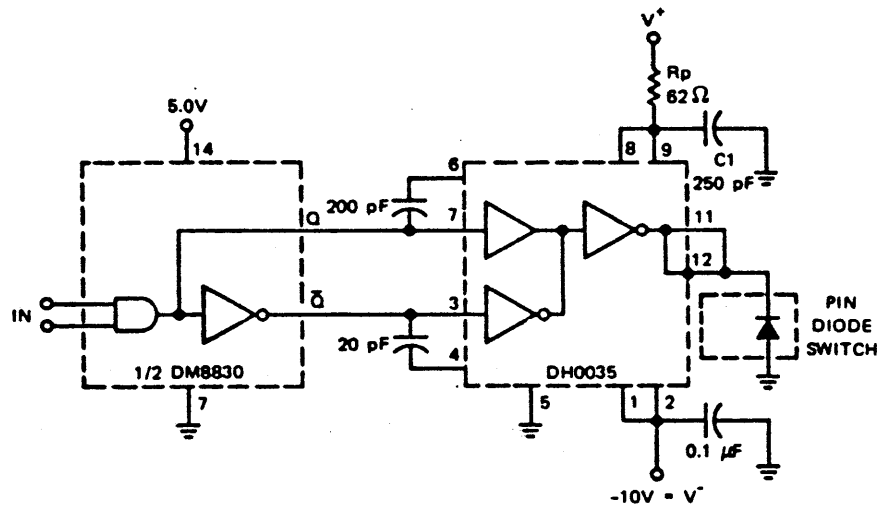 V+
Rp
62Ω
5.0V
14
8
9
C1
250 pF
6
200 pF
Q
7
11
12
IN
Q̅
3
20 pF
4
PIN
DIODE
SWITCH
1/2 DM8830
DH0035
7
5
1
2
0.1 µF
-10V = V-